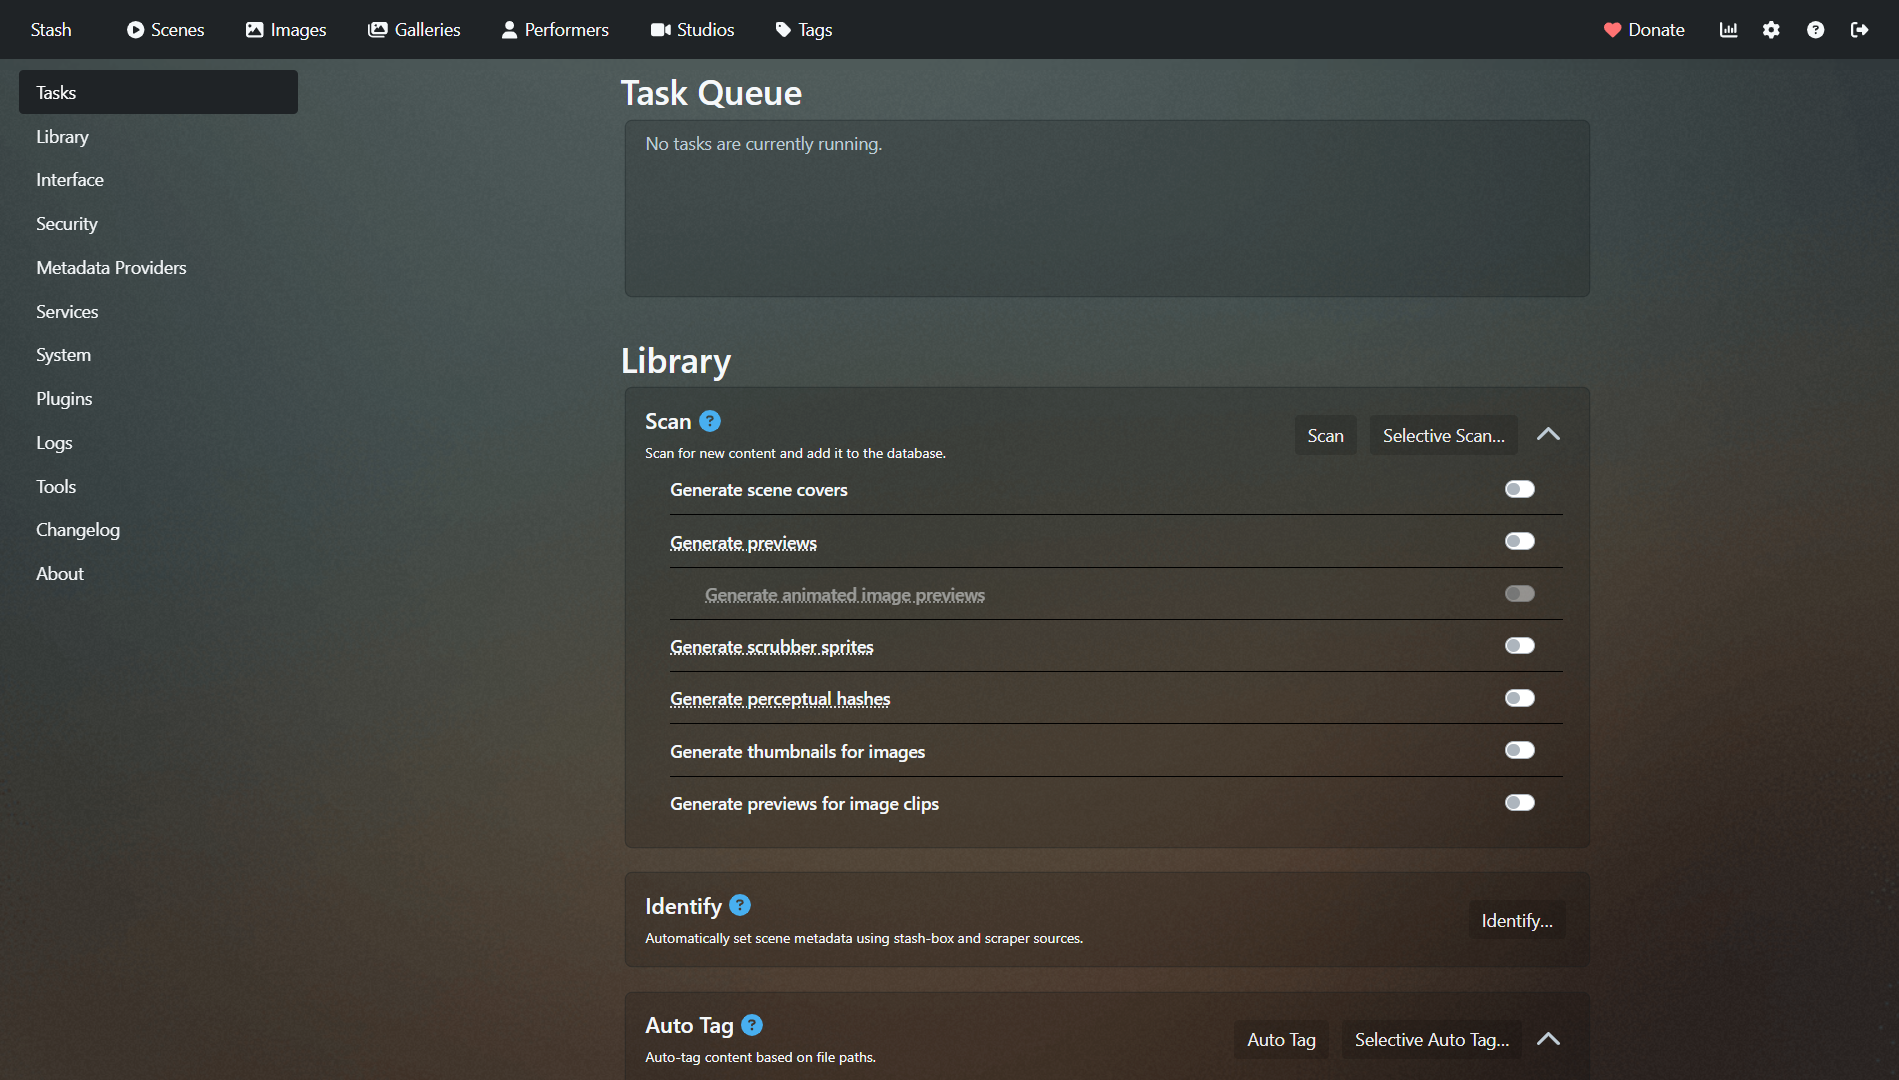 Stash
Scenes
Images
Galleries
Performers
Studios
Tags
Donate
Tasks
Library
Interface
Security
Metadata Providers
Services
System
Plugins
Logs
Tools
Changelog
About
Task Queue
No tasks are currently running.
Library
Scan
Scan for new content and add it to the database.
Scan
Selective Scan...
Generate scene covers
Generate previews
Generate animated image previews
Generate scrubber sprites
Generate perceptual hashes
Generate thumbnails for images
Generate previews for image clips
Identify
Automatically set scene metadata using stash-box and scraper sources.
Identify...
Auto Tag
Auto-tag content based on file paths.
Auto Tag
Selective Auto Tag...